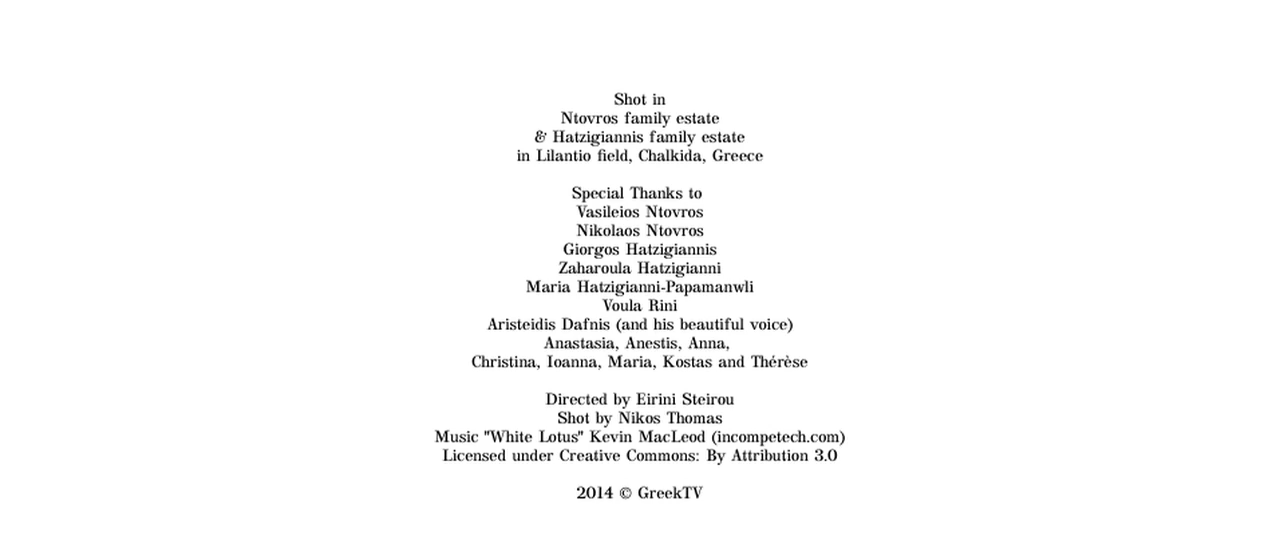 Shot in
Ntovros family estate
& Hatzigiannis family estate
in Lilantio field, Chalkida, Greece
Special Thanks to
Vasileios Ntovros
Nikolaos Ntovros
Giorgos Hatzigiannis
Zaharoula Hatzigianni
Maria Hatzigianni-Papamanwli
Voula Rini
Aristeidis Dafnis (and his beautiful voice)
Anastasia, Anestis, Anna,
Christina, Ioanna, Maria, Kostas and Thérèse
Directed by Eirini Steirou
Shot by Nikos Thomas
Music "White Lotus" Kevin MacLeod (incompetech.com)
Licensed under Creative Commons: By Attribution 3.0
2014 © GreekTV